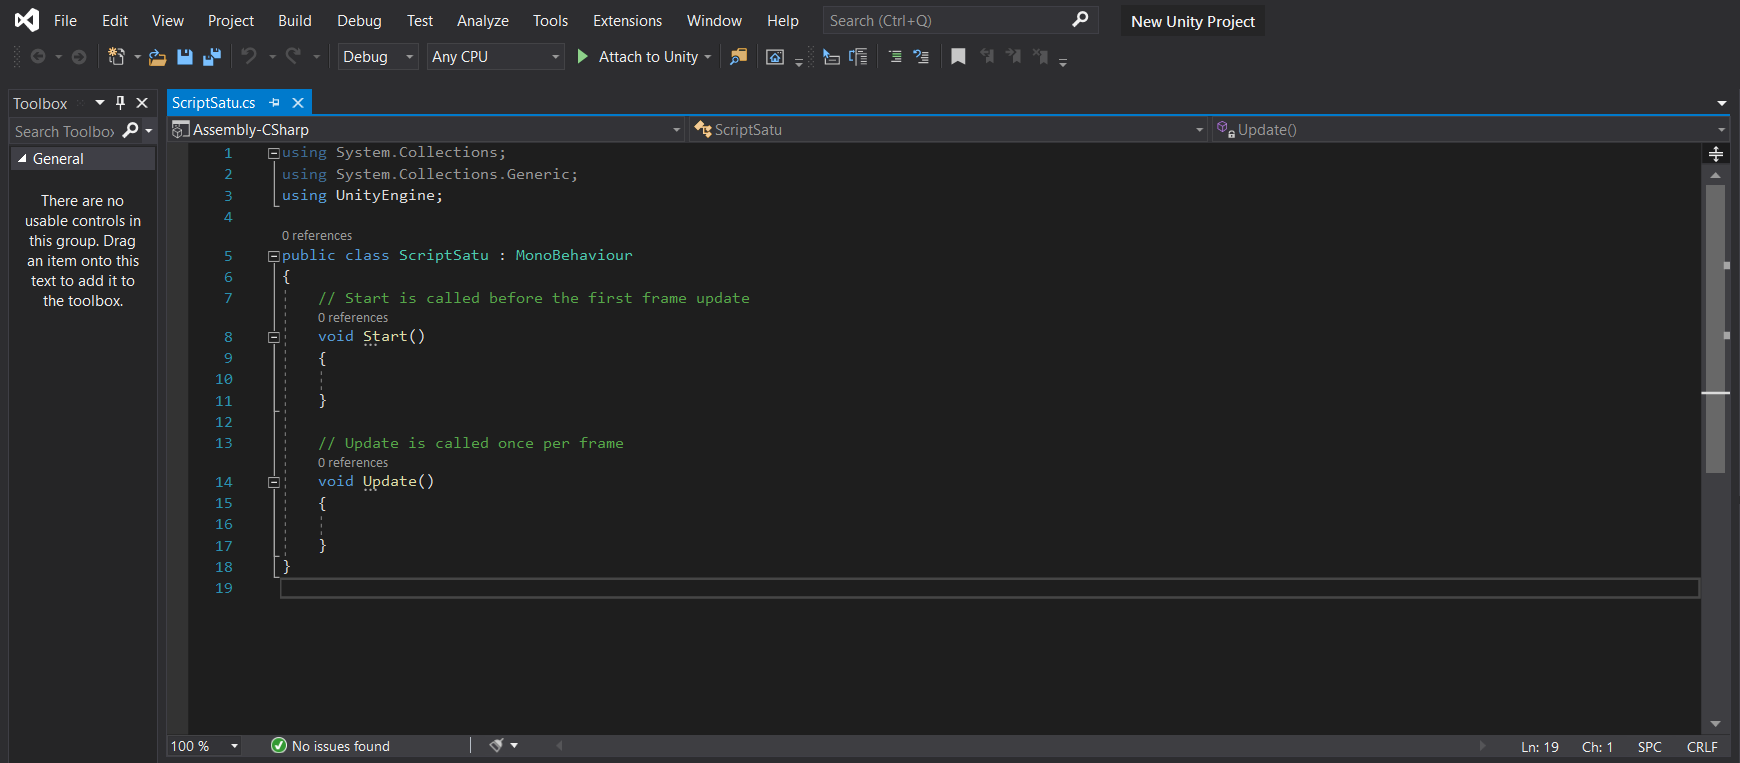 File Edit View Project Build Debug Test Analyze Tools Extensions Window Help Search (Ctrl+Q) New Unity Project
Debug Any CPU Attach to Unity
Toolbox
Search Toolbox
General
There are no
usable controls in
this group. Drag
an item onto this
text to add it to
the toolbox.
ScriptSatu.cs
Assembly-CSharp ScriptSatu Update()
1 using System.Collections;
2 using System.Collections.Generic;
3 using UnityEngine;
4
0 references
5 public class ScriptSatu : MonoBehaviour
6 {
7 // Start is called before the first frame update
0 references
8 void Start()
9 {
10
11 }
12
13 // Update is called once per frame
0 references
14 void Update()
15 {
16
17 }
18 }
19
100 % No issues found Ln: 19 Ch: 1 SPC CRLF